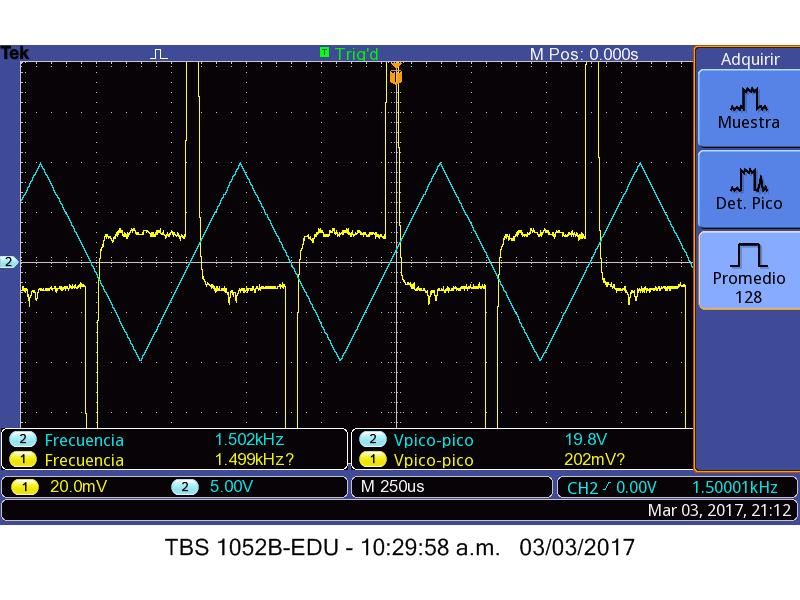 Tek
T Trig'd
M Pos: 0.000s
Adquirir
T
Muestra
Det. Pico
Promedio
128
2
2 Frecuencia 1.502kHz
2 Vpico-pico 19.8V
1 Frecuencia 1.499kHz?
1 Vpico-pico 202mV?
1 20.0mV 2 5.00V M 250us CH2 0.00V 1.50001kHz
Mar 03, 2017, 21:12
TBS 1052B-EDU - 10:29:58 a.m. 03/03/2017